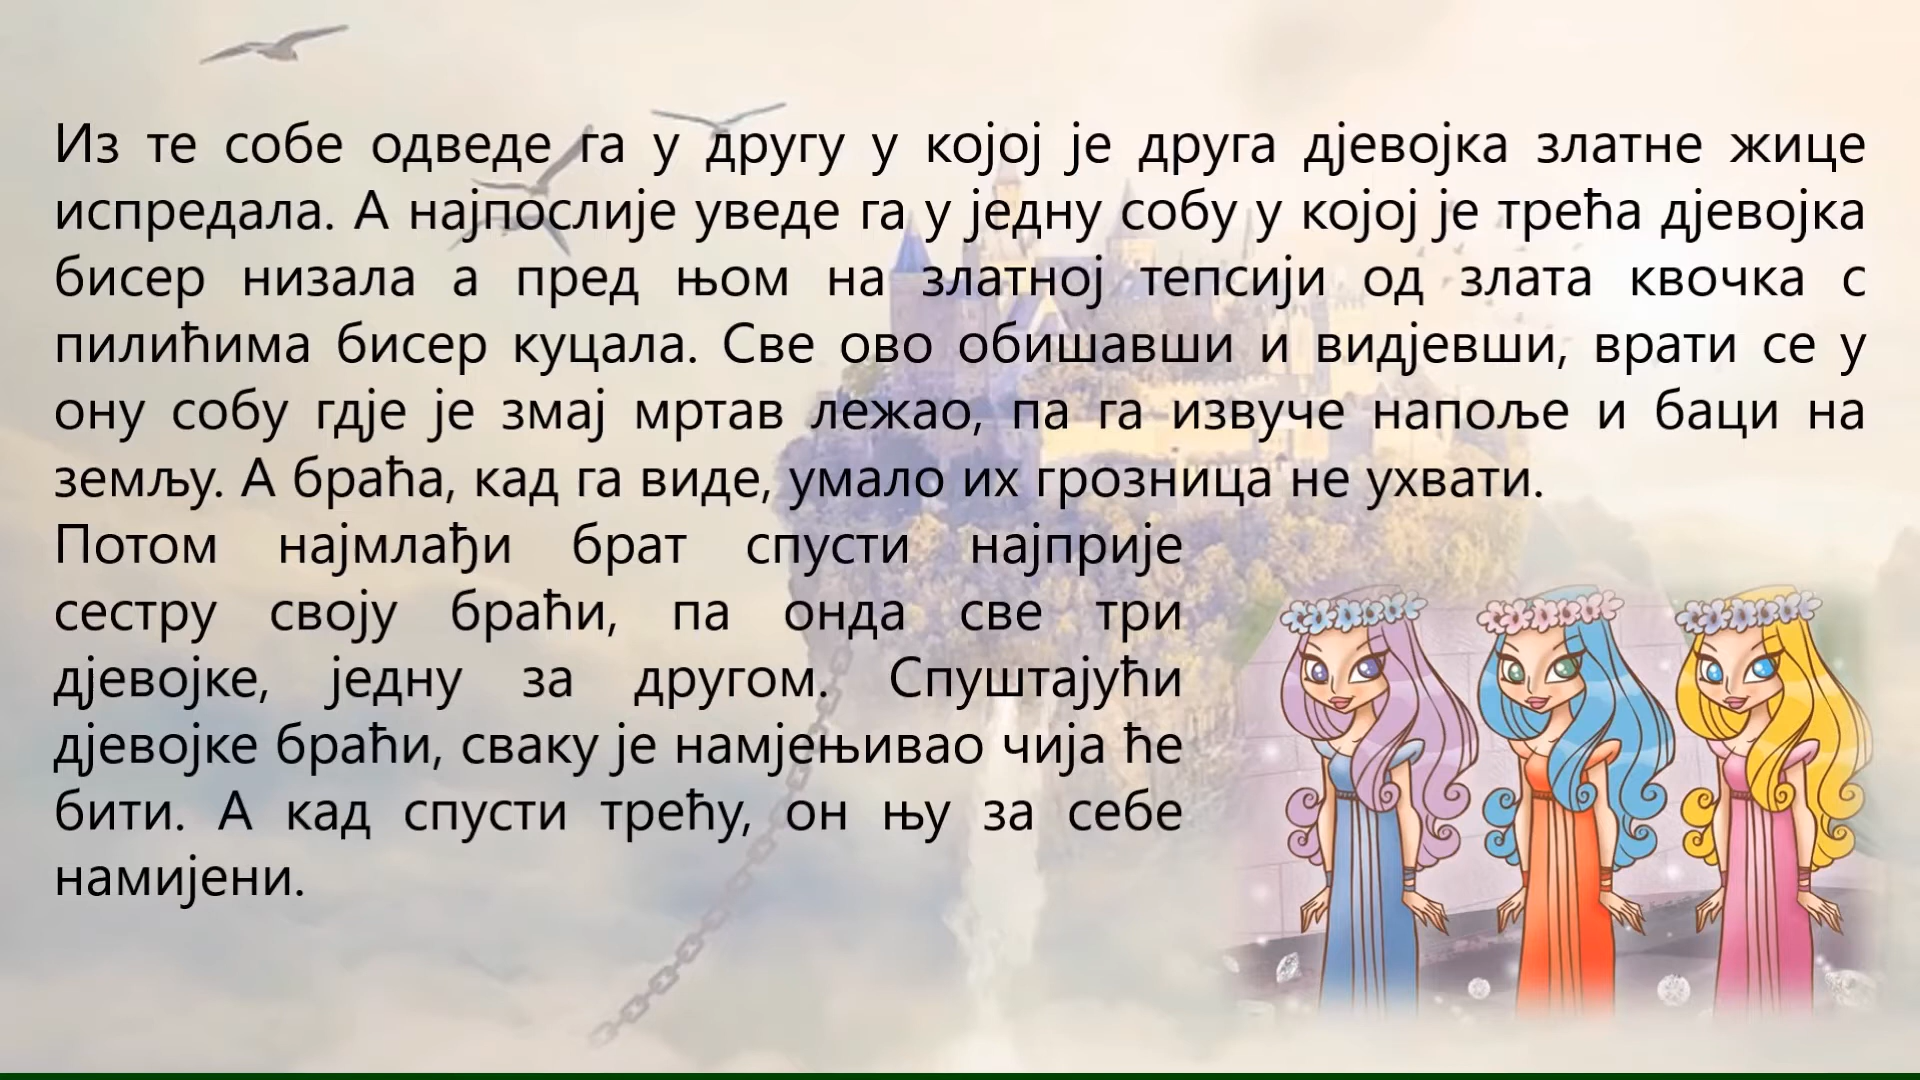 Из те собе одведе га у другу у којој је друга дјевојка златне жице
испредала. А најпослије уведе га у једну собу у којој је трећа дјевојка
бисер низала а пред њом на златној тепсији од злата квочка с
пилићима бисер куцала. Све ово обишавши и видјевши, врати се у
ону собу гдје је змај мртав лежао, па га извуче напоље и баци на
земљу. А браћа, кад га виде, умало их грозница не ухвати.
Потом најмлађи брат спусти најприје
сестру своју браћи, па онда све три
дјевојке, једну за другом. Спуштајући
дјевојке браћи, сваку је намјењивао чија ће
бити. А кад спусти трећу, он њу за себе
намијени.